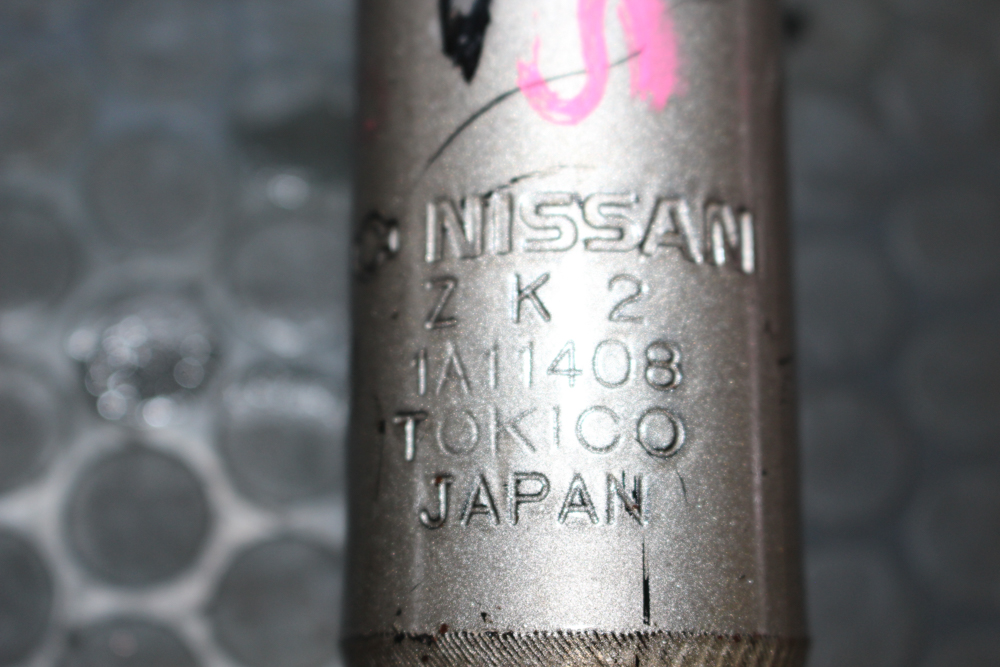 NISSAN
Z K 2
1A11408
TOKICO
JAPAN